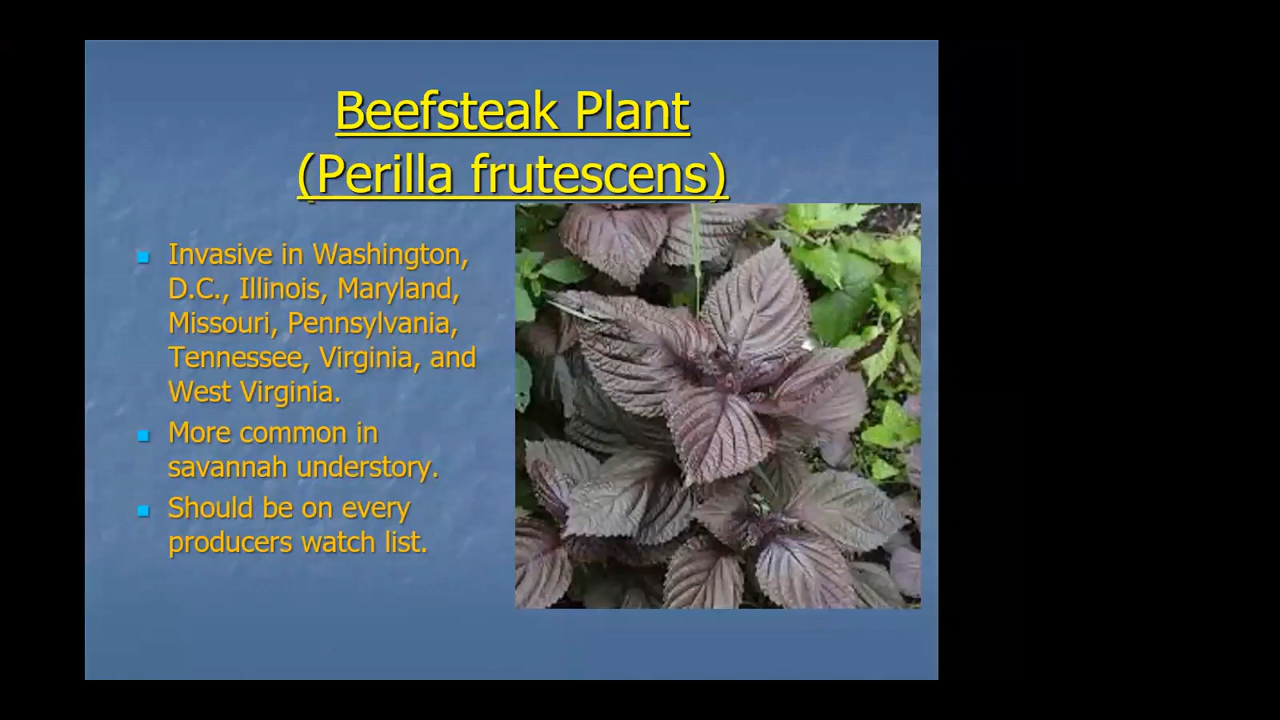 Beefsteak Plant
(Perilla frutescens)
Invasive in Washington,
D.C., Illinois, Maryland,
Missouri, Pennsylvania,
Tennessee, Virginia, and
West Virginia.
More common in
savannah understory.
Should be on every
producers watch list.